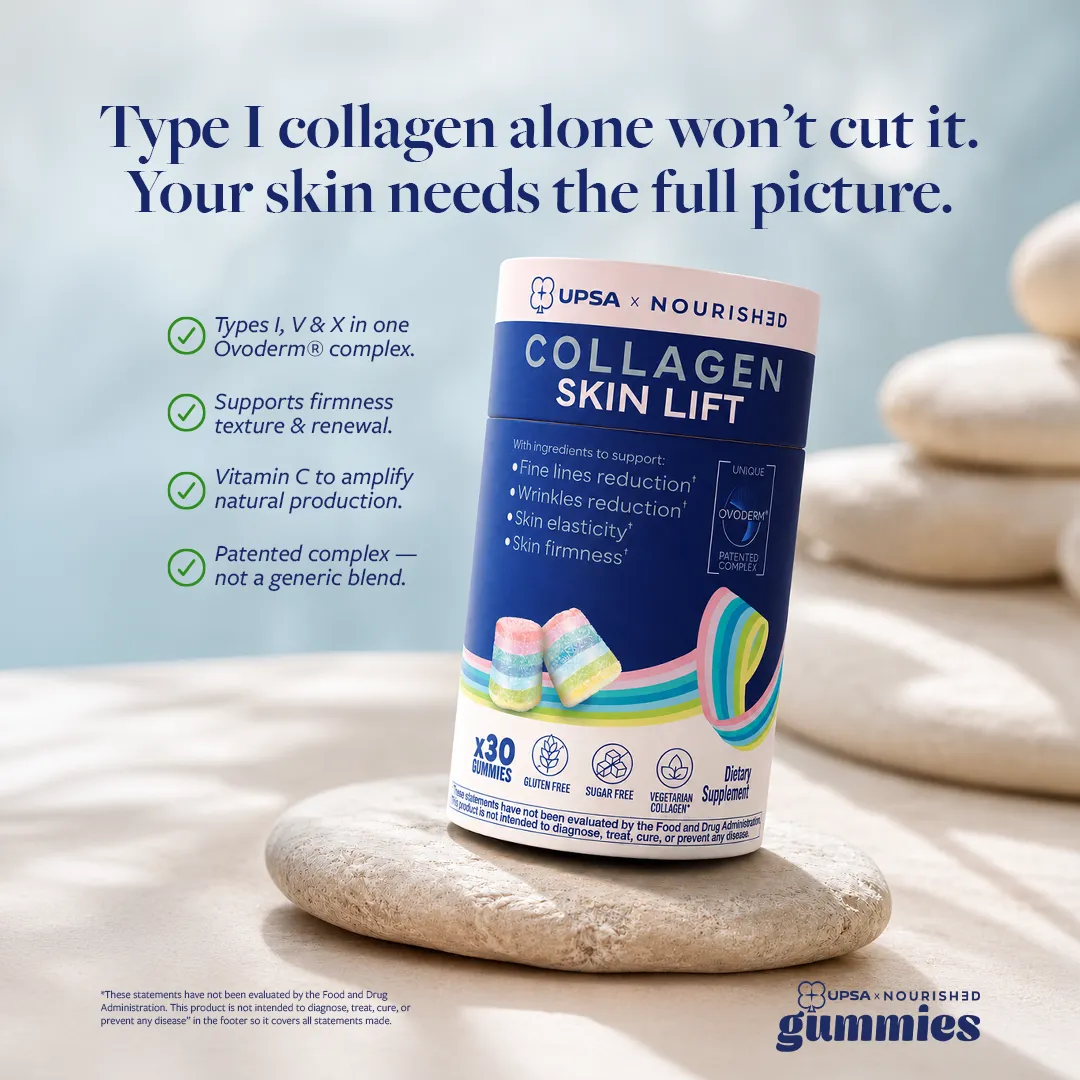 Type I collagen alone won't cut it.
Your skin needs the full picture.
Types I, V & X in one
Ovoderm® complex.
Supports firmness
texture & renewal.
Vitamin C to amplify
natural production.
Patented complex —
not a generic blend.
UPSA x NOURISHƎD
COLLAGEN
SKIN LIFT
With ingredients to support:
•Fine lines reduction†
•Wrinkles reduction†
•Skin elasticity†
•Skin firmness†
UNIQUE
OVODERM®
PATENTED
COMPLEX
x30
GUMMIES
GLUTEN FREE
SUGAR FREE
VEGETARIAN
COLLAGEN*
Dietary
Supplement
These statements have not been evaluated by the Food and Drug Administration.
This product is not intended to diagnose, treat, cure, or prevent any disease.
*These statements have not been evaluated by the Food and Drug
Administration. This product is not intended to diagnose, treat, cure, or
prevent any disease" in the footer so it covers all statements made.
UPSA x NOURISHƎD
gummies